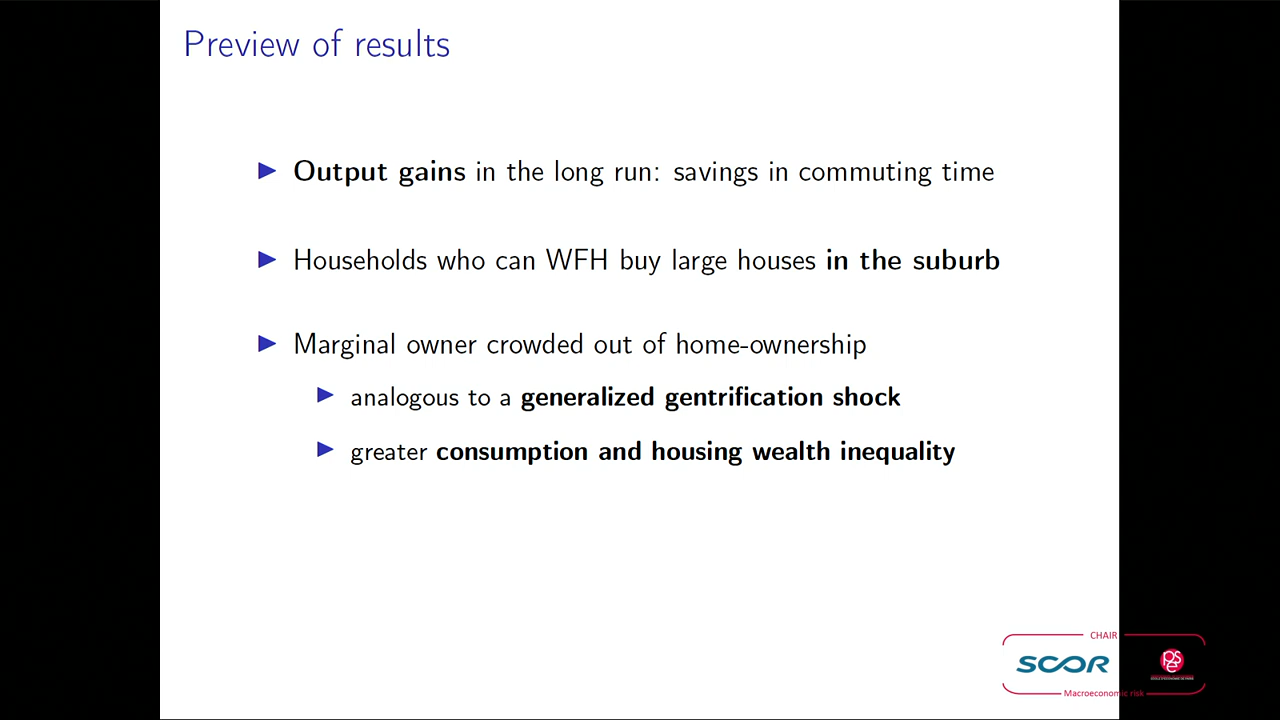 Preview of results
Output gains in the long run: savings in commuting time
Households who can WFH buy large houses in the suburb
Marginal owner crowded out of home-ownership
analogous to a generalized gentrification shock
greater consumption and housing wealth inequality
CHAIR
SCOR
PSE
Macroeconomic risk